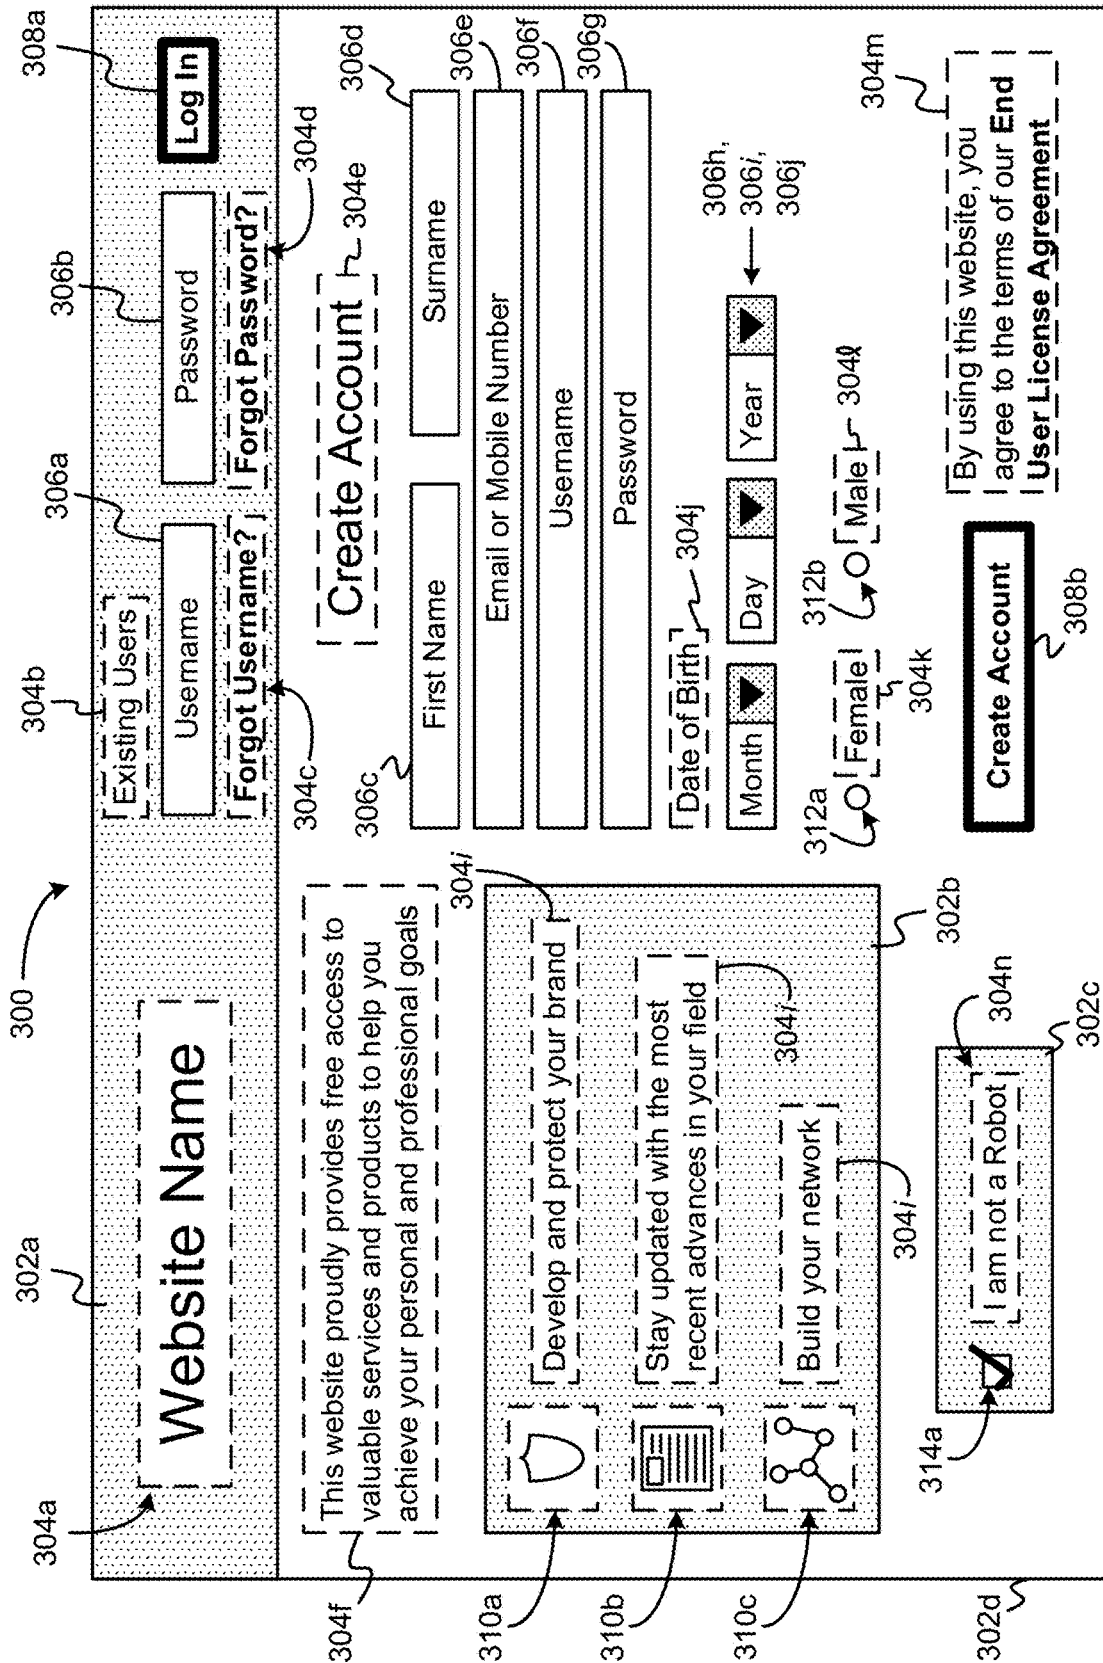 300
302a
304a
Website Name
304b
Existing Users
306a
Username
306b
Password
308a
Log In
Forgot Username?
304c
Forgot Password?
304d
304f
This website proudly provides free access to
valuable services and products to help you
achieve your personal and professional goals
304i
Develop and protect your brand
310a
Stay updated with the most
recent advances in your field
304i
310b
Build your network
304i
310c
302b
I am not a Robot
304n
314a
302c
302d
Create Account
304e
306c
First Name
Surname
306d
Email or Mobile Number
306e
Username
306f
Password
306g
Date of Birth
304j
Month
Day
Year
306h,
306i,
306j
312a
Female
304k
312b
Male
304ℓ
Create Account
308b
By using this website, you
agree to the terms of our End
User License Agreement
304m